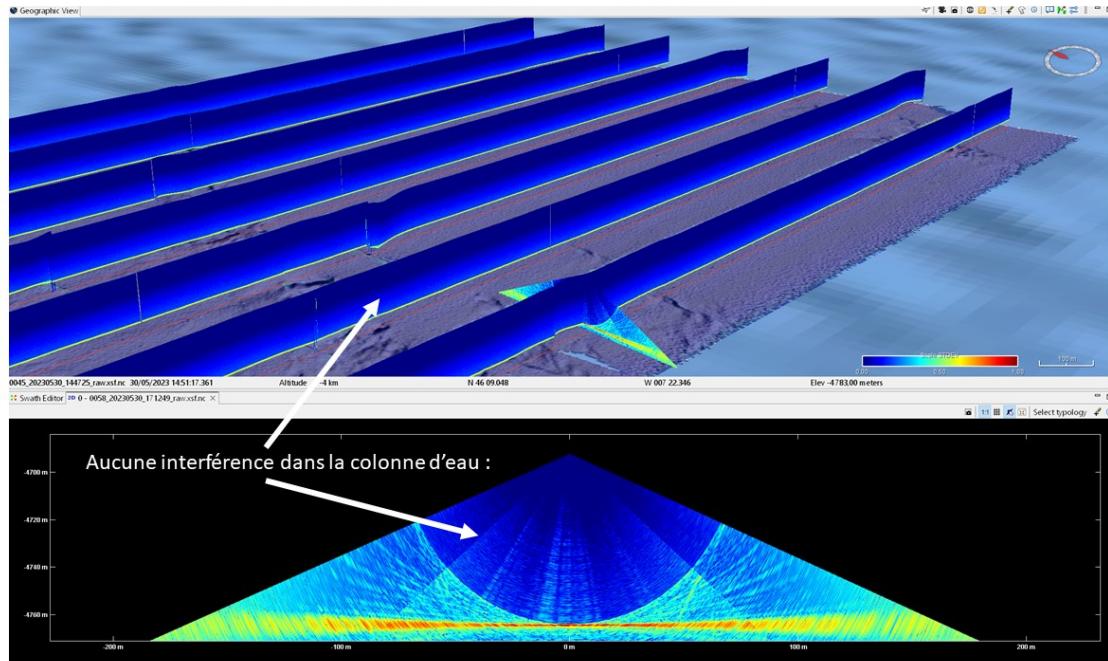 Geographic View
0.00 0.50 1.00
100 m
0045_20230530_144725_raw.xsf.nc 30/05/2023 14:51:17.361 Altitude -4 km N 46 09.048 W 007 22.346 Elev -4783.00 meters
Swath Editor 2D 0 - 0058_20230530_171249_raw.xsf.nc
1:1 Select typology
Aucune interférence dans la colonne d’eau :
-4700 m
-4720 m
-4740 m
-4760 m
-200 m -100 m 0 m 100 m 200 m